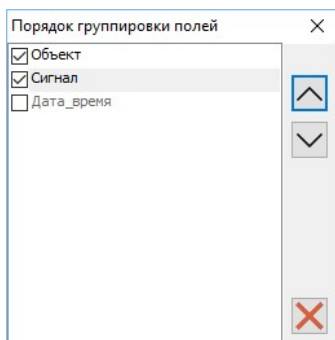 Порядок группировки полей
Объект
Сигнал
Дата_время